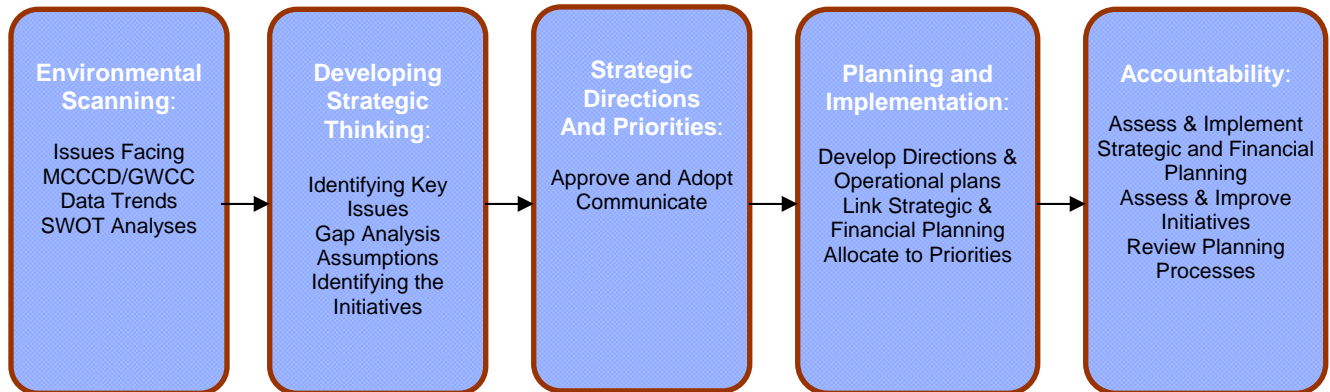 Environmental
Scanning:
Issues Facing
MCCCD/GWCC
Data Trends
SWOT Analyses
Developing
Strategic
Thinking:
Identifying Key
Issues
Gap Analysis
Assumptions
Identifying the
Initiatives
Strategic
Directions
And Priorities:
Approve and Adopt
Communicate
Planning and
Implementation:
Develop Directions &
Operational plans
Link Strategic &
Financial Planning
Allocate to Priorities
Accountability:
Assess & Implement
Strategic and Financial
Planning
Assess & Improve
Initiatives
Review Planning
Processes